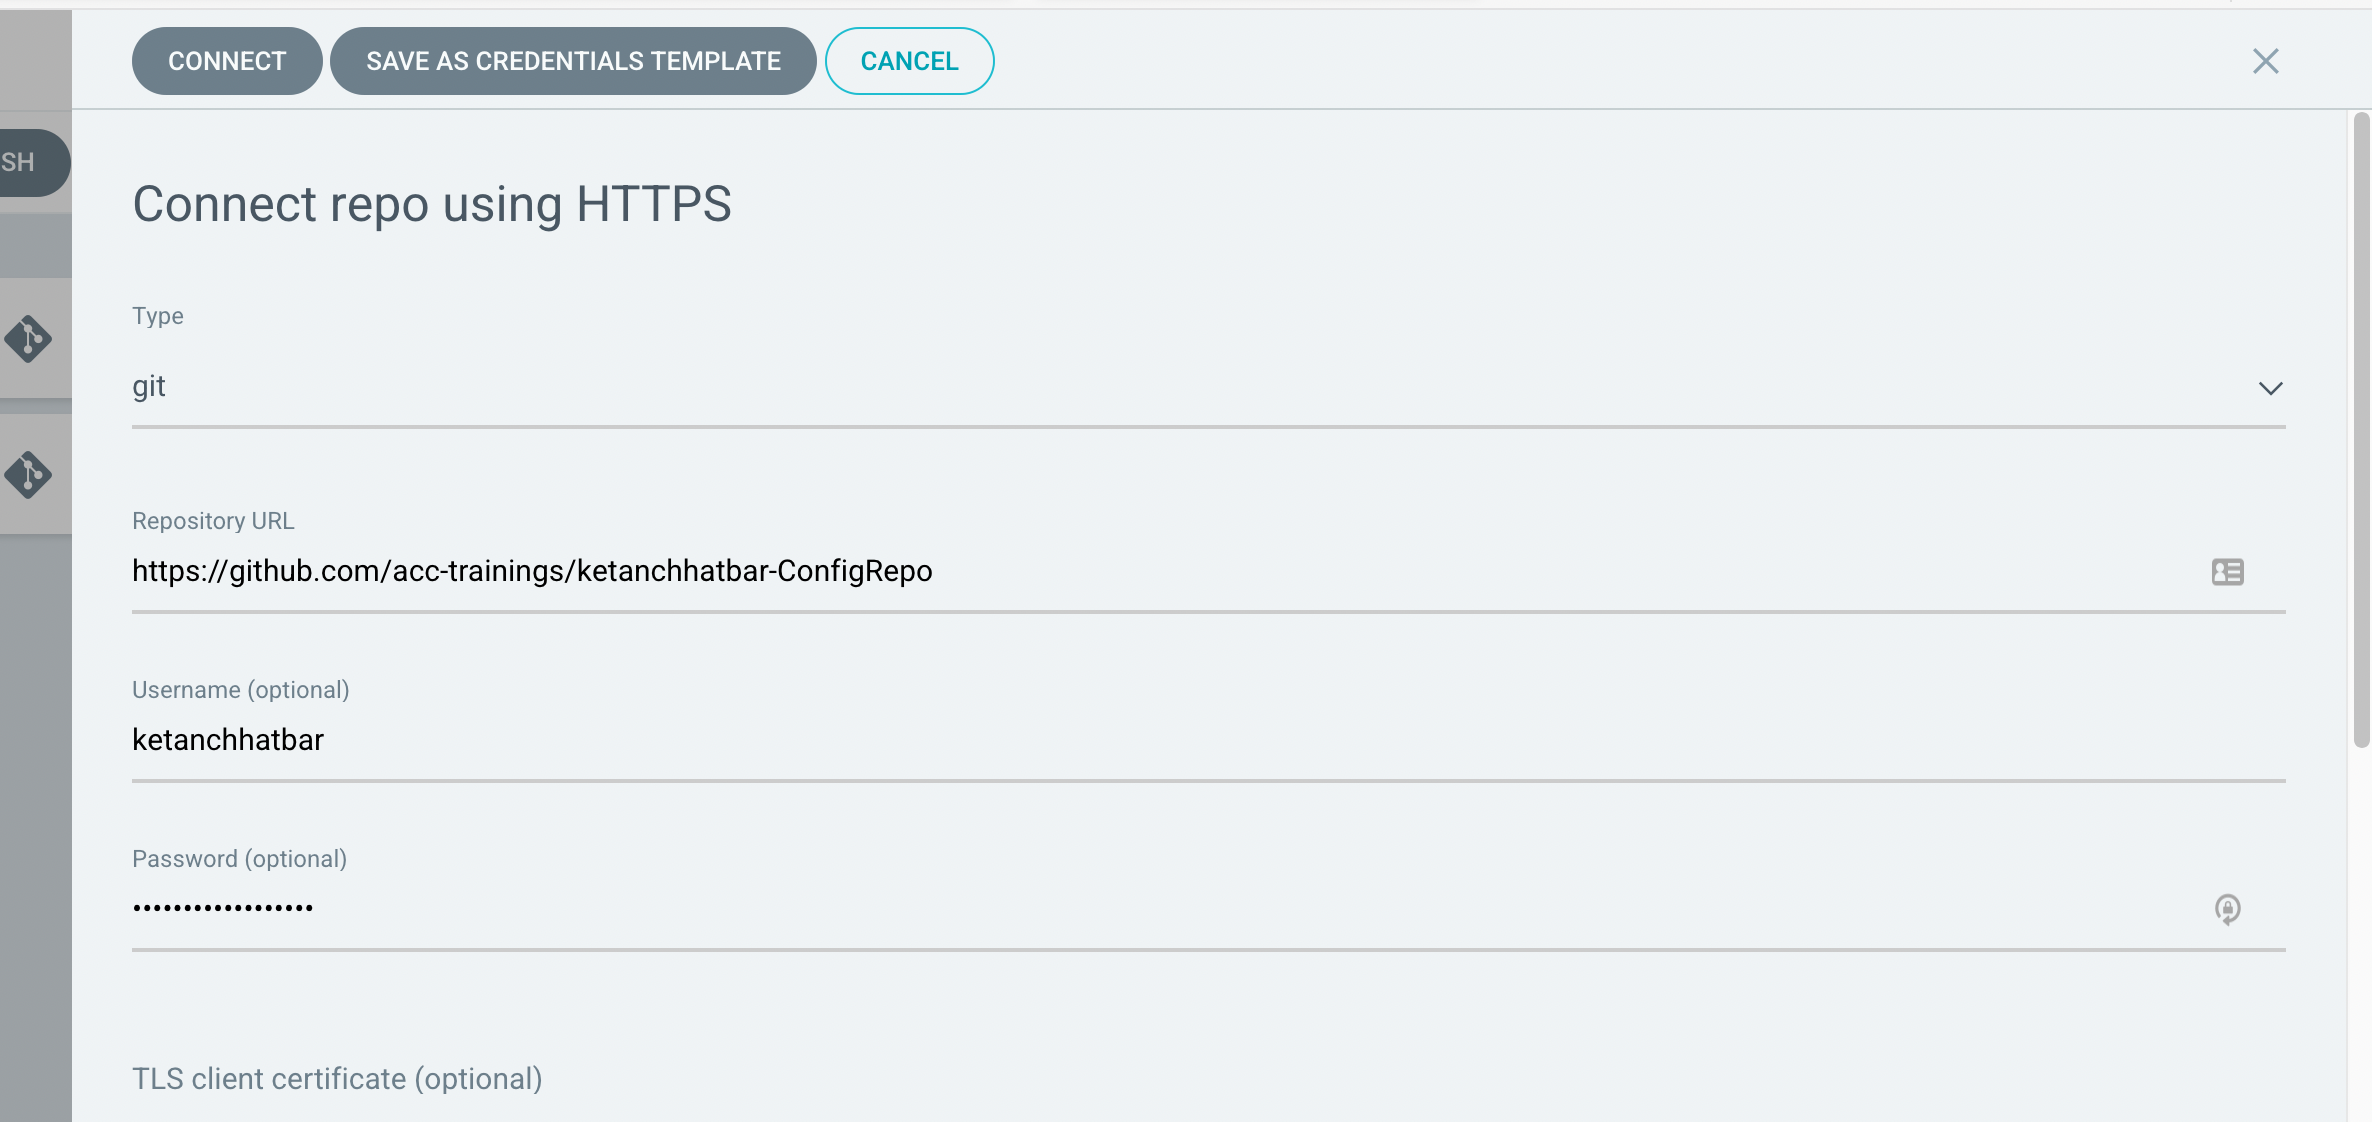 CONNECT SAVE AS CREDENTIALS TEMPLATE CANCEL
SH
Connect repo using HTTPS
Type
git
Repository URL
https://github.com/acc-trainings/ketanchhatbar-ConfigRepo
Username (optional)
ketanchhatbar
Password (optional)
••••••••••••••••••
TLS client certificate (optional)